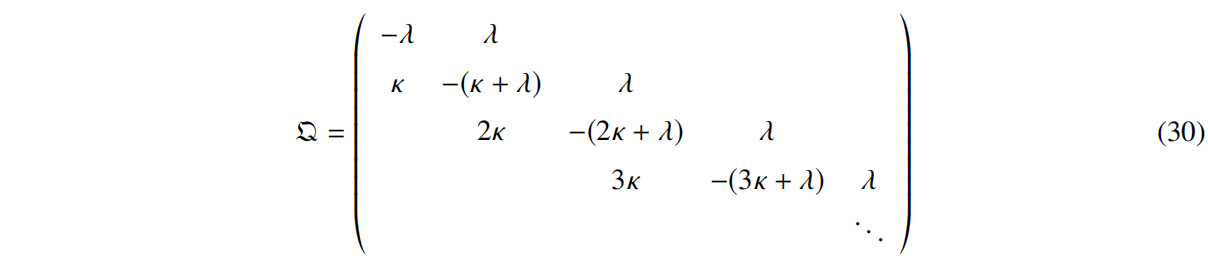 −λ λ
κ −(κ + λ) λ
𝔔 = 2κ −(2κ + λ) λ (30)
3κ −(3κ + λ) λ
⋱